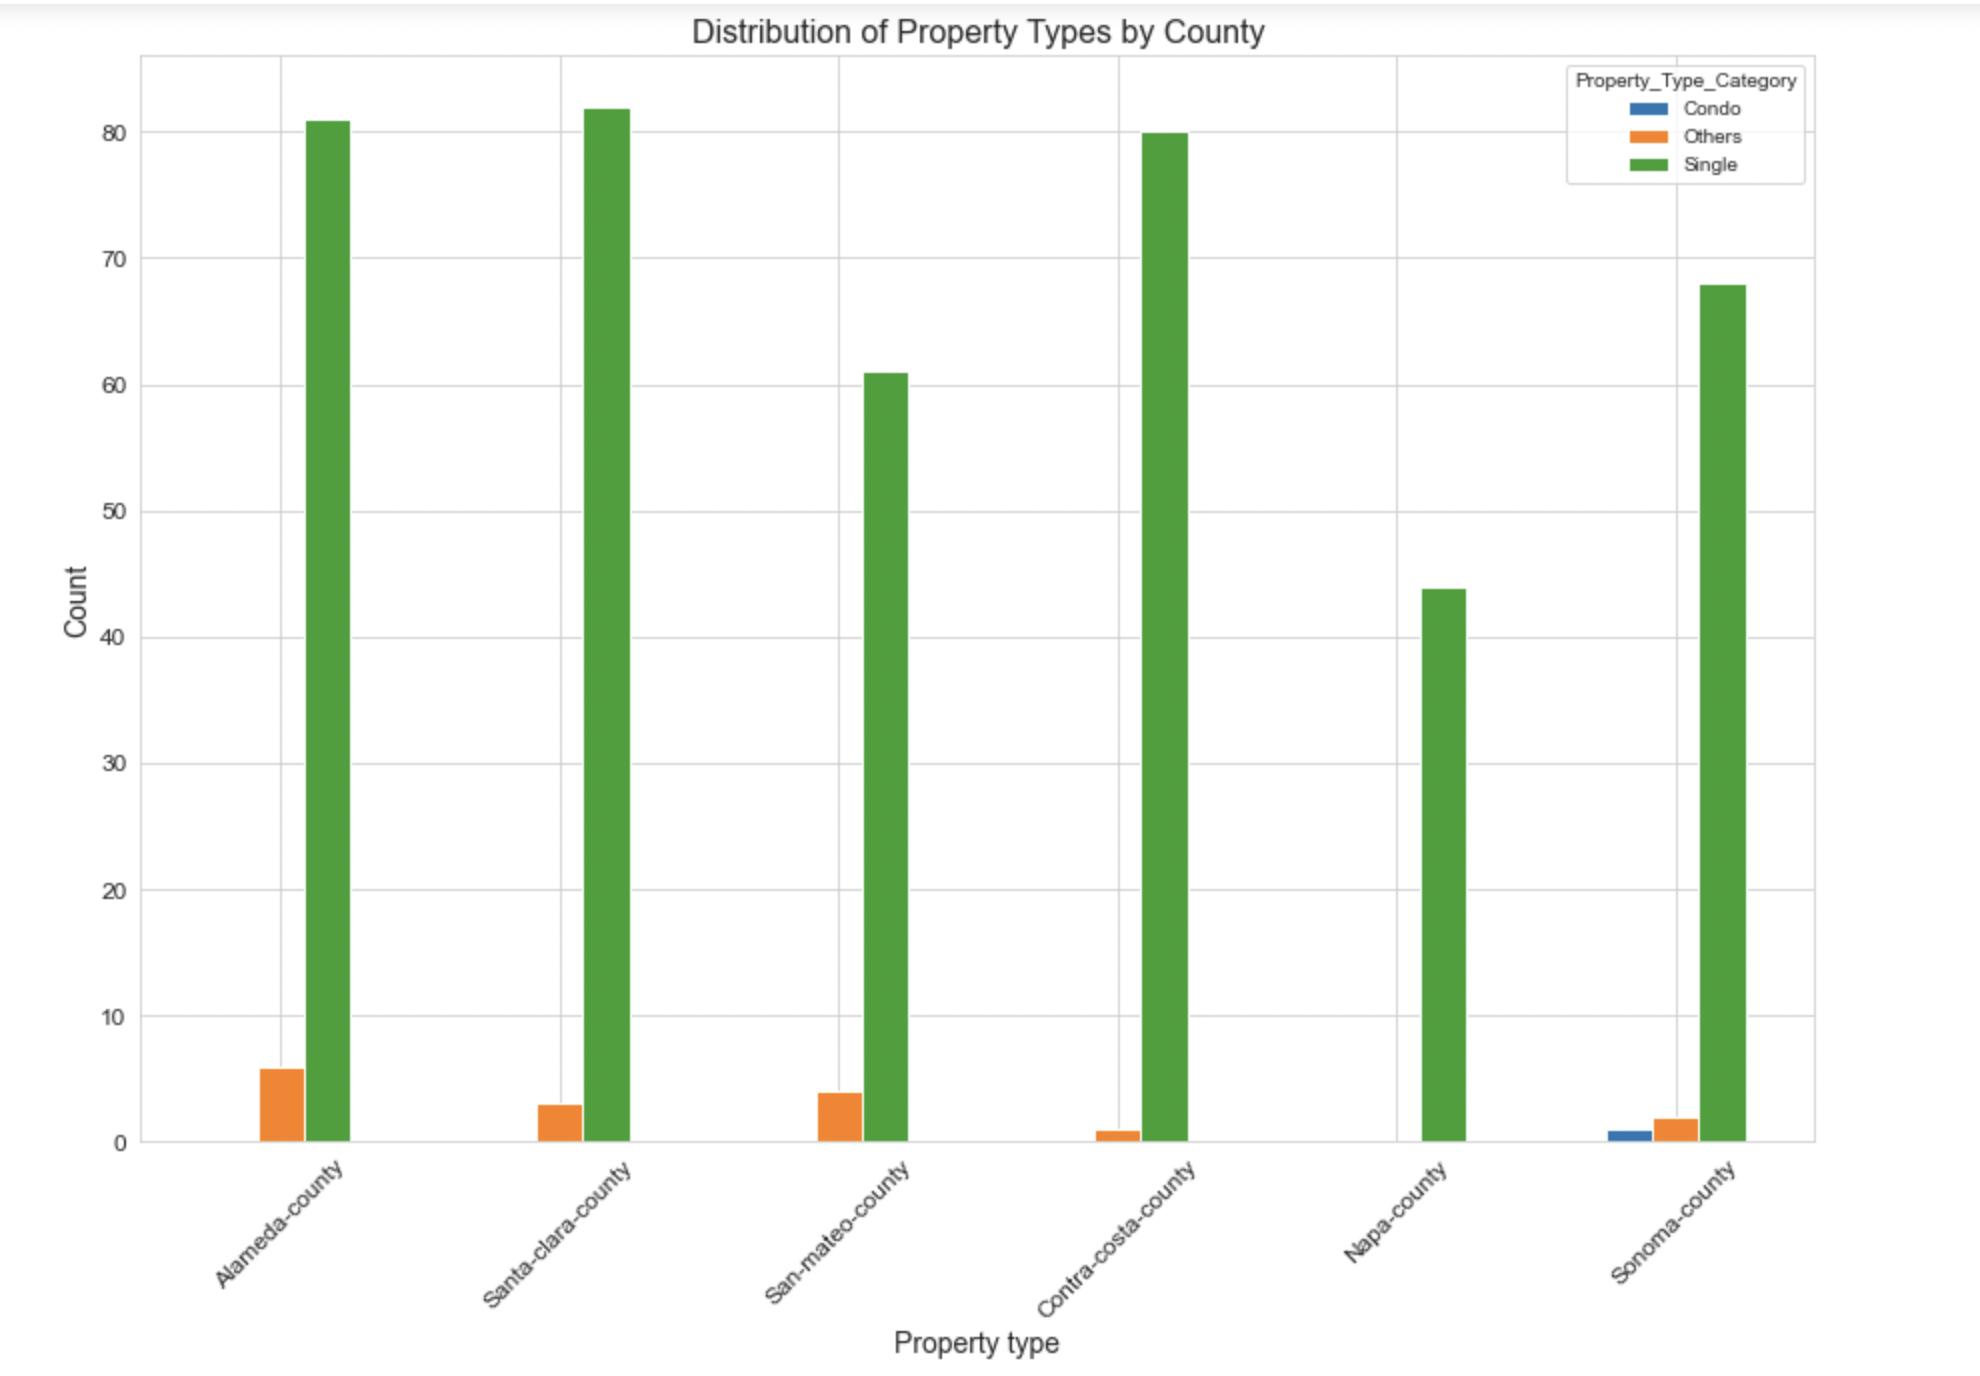 Distribution of Property Types by County
Property_Type_Category
Condo
Others
Single
Count
80
70
60
50
40
30
20
10
0
Alameda-county
Santa-clara-county
San-mateo-county
Contra-costa-county
Napa-county
Sonoma-county
Property type